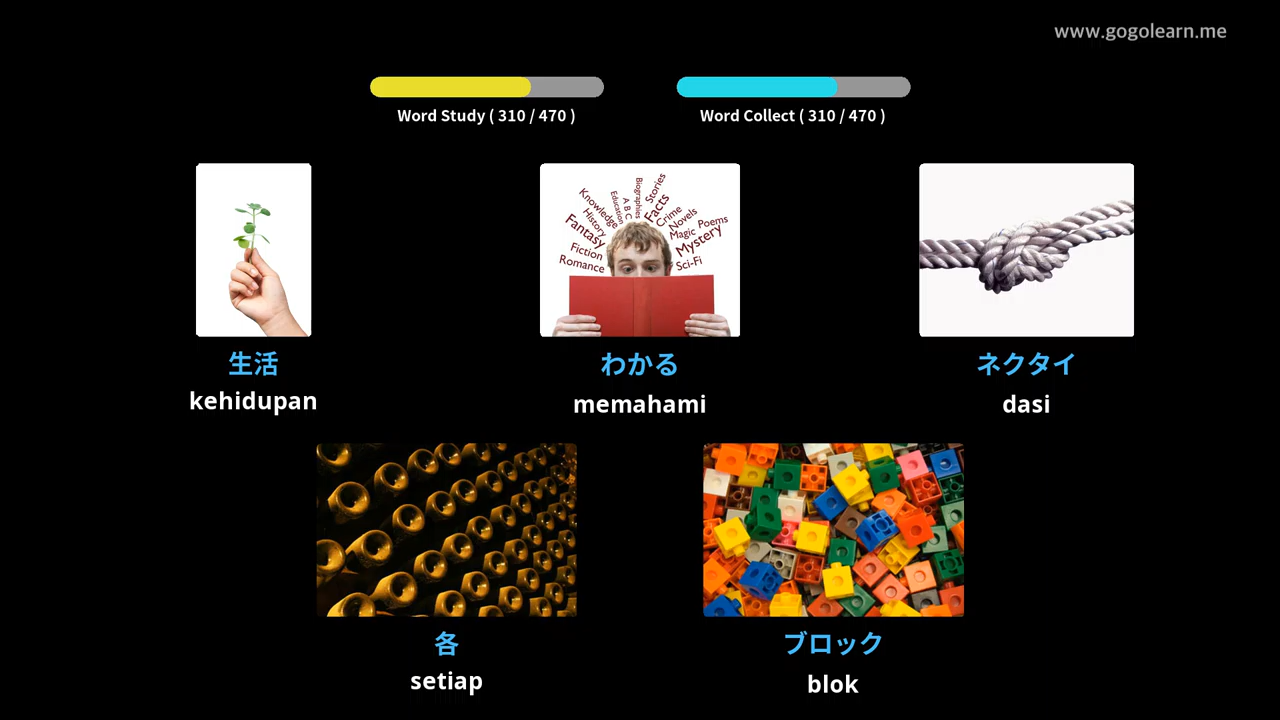 www.gogolearn.me
Word Study ( 310 / 470 )
Word Collect ( 310 / 470 )
Knowledge
History
Fantasy
Fiction
Romance
Education
A B C
Biographies
Stories
Facts
Crime
Novels
Magic Poems
Mystery
Sci-Fi
生活
kehidupan
わかる
memahami
ネクタイ
dasi
各
setiap
ブロック
blok